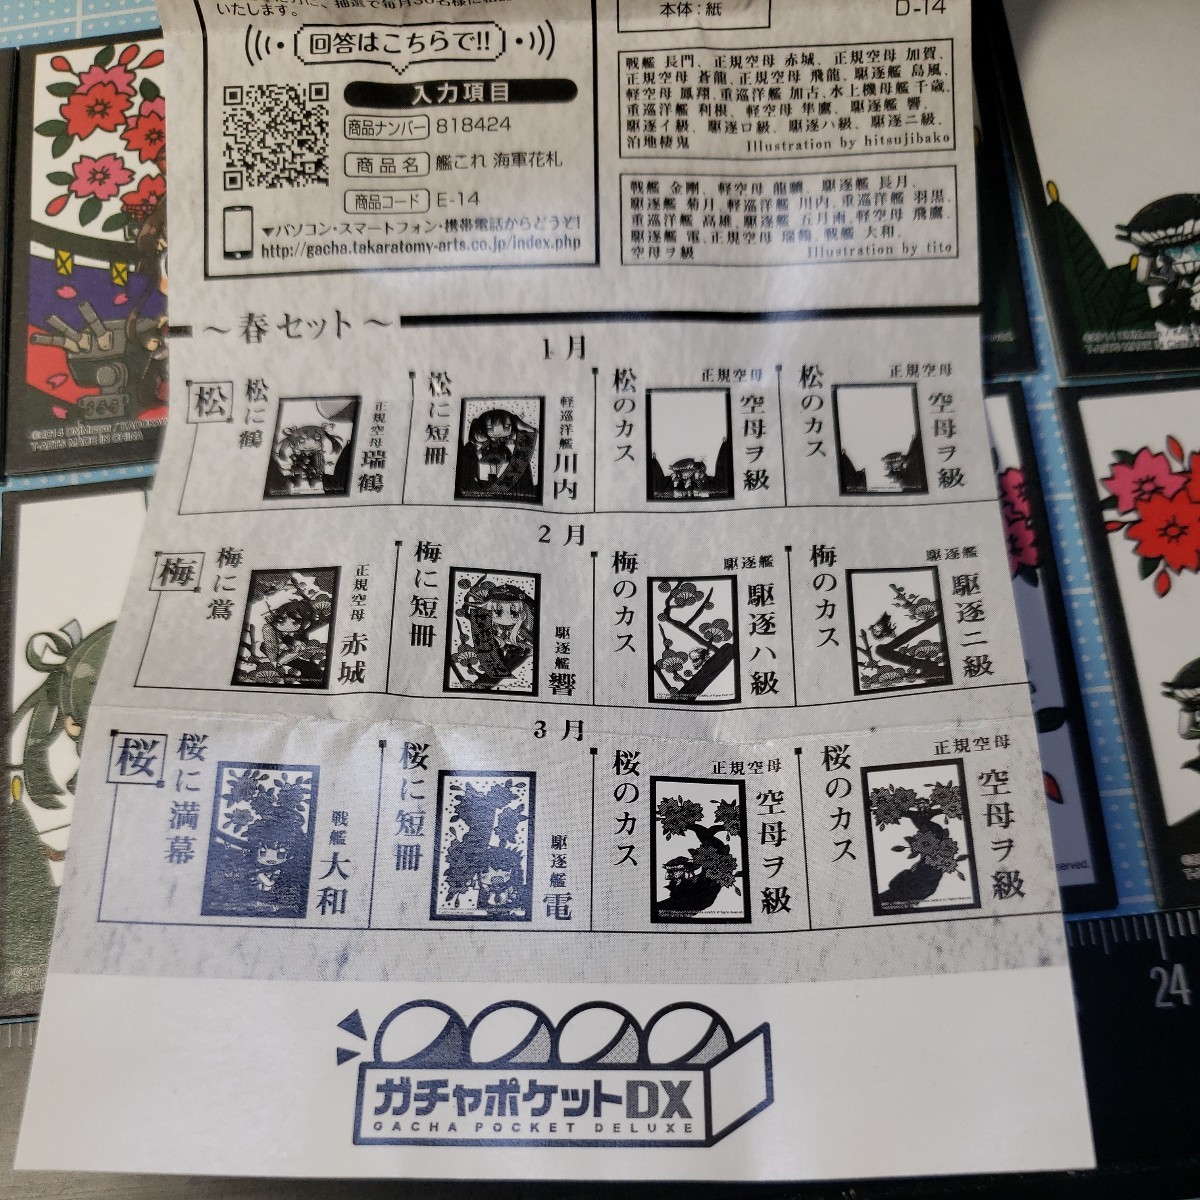 いたします。
回答はこちらで!!
入力項目
商品ナンバー 818424
商品名 艦これ 海軍花札
商品コード E-14
▼パソコン・スマートフォン・携帯電話からどうぞ!
http://gacha.takaratomy-arts.co.jp/index.php
本体：紙
D-14
戦艦 長門、正規空母 赤城、正規空母 加賀、
正規空母 蒼龍、正規空母 飛龍、駆逐艦 島風、
軽空母 鳳翔、重巡洋艦 加古、水上機母艦 千歳、
重巡洋艦 利根、軽空母 隼鷹、駆逐艦 響、
駆逐イ級、駆逐ロ級、駆逐ハ級、駆逐ニ級、
泊地棲鬼 Illustration by hitsujibako
戦艦 金剛、軽空母 龍驤、駆逐艦 長月、
駆逐艦 菊月、軽巡洋艦 川内、重巡洋艦 羽黒、
重巡洋艦 高雄、駆逐艦 五月雨、軽空母 飛鷹、
駆逐艦 電、正規空母 瑞鶴、戦艦 大和、
空母ヲ級 Illustration by tito
～春セット～
1月
松
松に鶴
正規空母 瑞鶴
松に短冊
軽巡洋艦 川内
松のカス
正規空母
空母ヲ級
松のカス
正規空母
空母ヲ級
2月
梅
梅に鴬
正規空母 赤城
梅に短冊
駆逐艦 響
梅のカス
駆逐艦
駆逐ハ級
梅のカス
駆逐艦
駆逐ニ級
3月
桜
桜に満幕
戦艦 大和
桜に短冊
駆逐艦 電
桜のカス
正規空母
空母ヲ級
桜のカス
正規空母
空母ヲ級
ガチャポケットDX
GACHA POCKET DELUXE
T-ARTS MADE IN CHINA
24